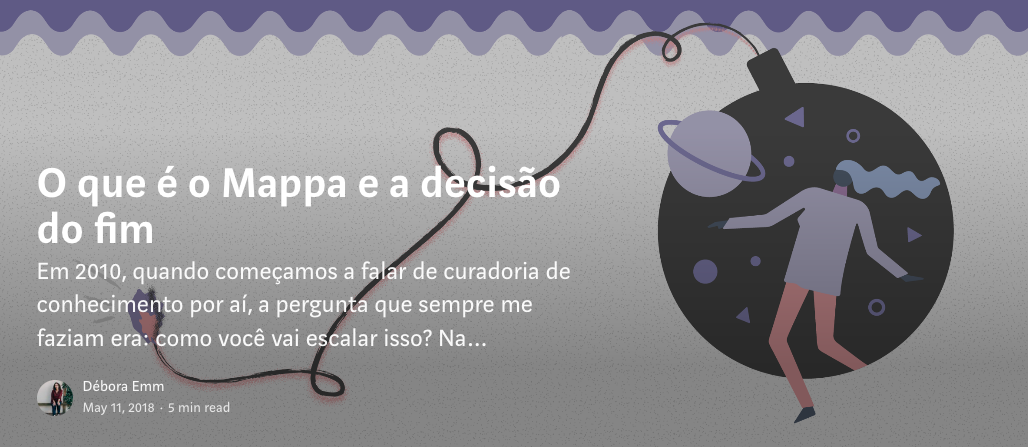 O que é o Mappa e a decisão
do fim
Em 2010, quando começamos a falar de curadoria de
conhecimento por aí, a pergunta que sempre me
faziam era: como você vai escalar isso? Na...
Débora Emm
May 11, 2018 · 5 min read